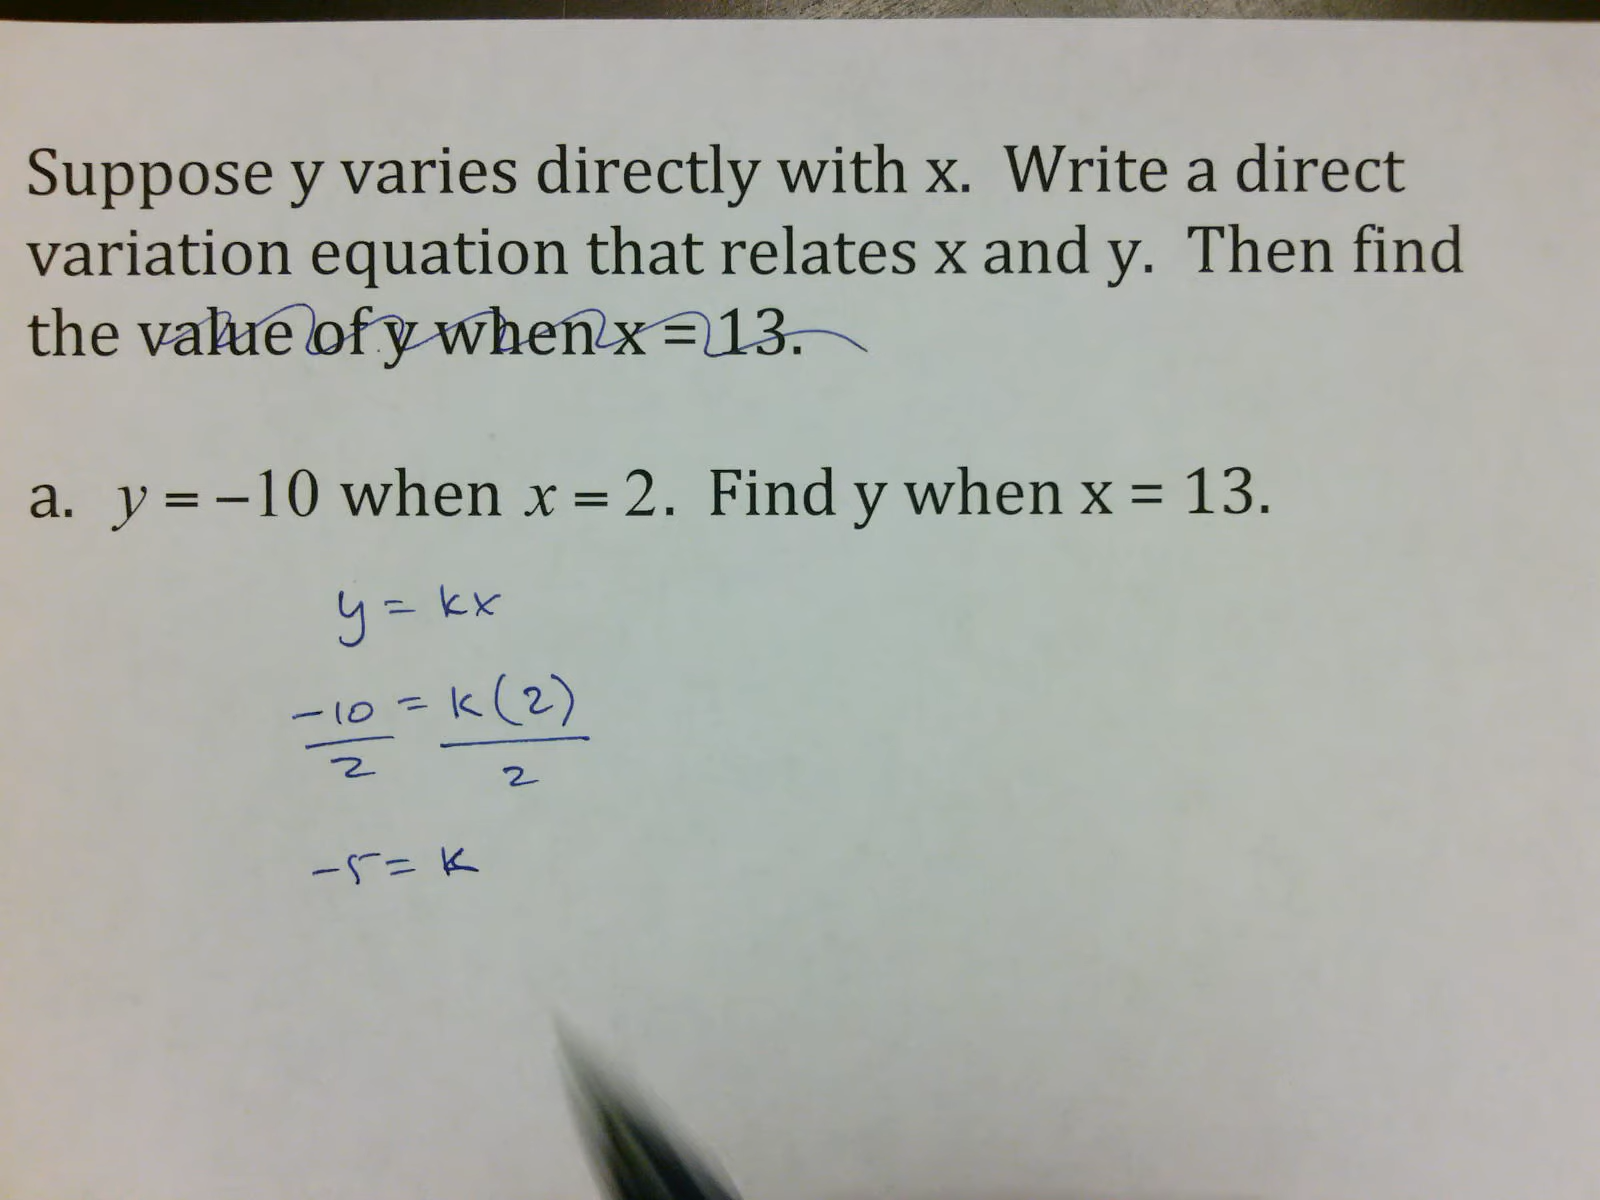 Suppose y varies directly with x. Write a direct
variation equation that relates x and y. Then find
the value of y when x = 13.
a. y = −10 when x = 2. Find y when x = 13.
y = kx
-10 = k(2)
2 2
-5 = k